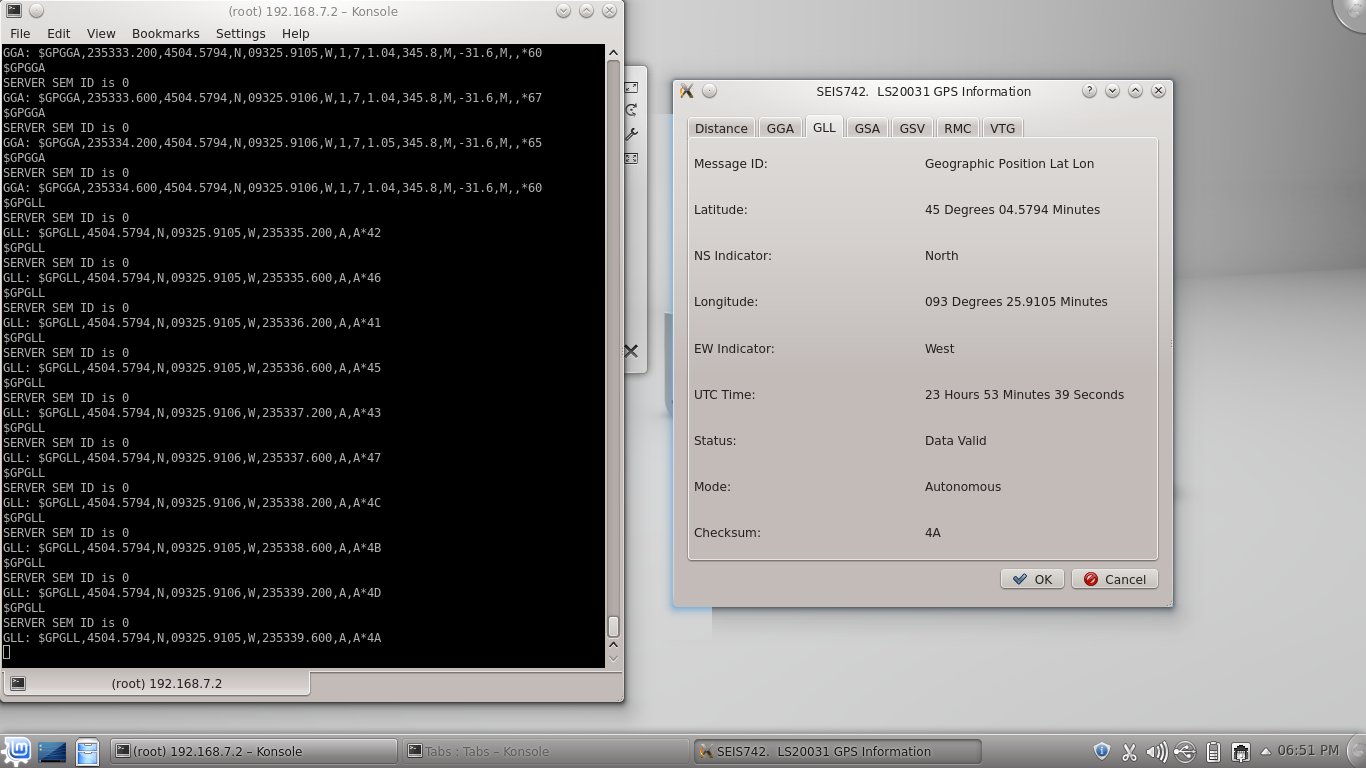 (root) 192.168.7.2 – Konsole
File Edit View Bookmarks Settings Help
GGA: $GPGGA,235333.200,4504.5794,N,09325.9105,W,1,7,1.04,345.8,M,-31.6,M,,*60
$GPGGA
SERVER SEM ID is 0
GGA: $GPGGA,235333.600,4504.5794,N,09325.9106,W,1,7,1.04,345.8,M,-31.6,M,,*67
$GPGGA
SERVER SEM ID is 0
GGA: $GPGGA,235334.200,4504.5794,N,09325.9106,W,1,7,1.05,345.8,M,-31.6,M,,*65
$GPGGA
SERVER SEM ID is 0
GGA: $GPGGA,235334.600,4504.5794,N,09325.9106,W,1,7,1.04,345.8,M,-31.6,M,,*60
$GPGLL
SERVER SEM ID is 0
GLL: $GPGLL,4504.5794,N,09325.9105,W,235335.200,A,A*42
$GPGLL
SERVER SEM ID is 0
GLL: $GPGLL,4504.5794,N,09325.9105,W,235335.600,A,A*46
$GPGLL
SERVER SEM ID is 0
GLL: $GPGLL,4504.5794,N,09325.9105,W,235336.200,A,A*41
$GPGLL
SERVER SEM ID is 0
GLL: $GPGLL,4504.5794,N,09325.9105,W,235336.600,A,A*45
$GPGLL
SERVER SEM ID is 0
GLL: $GPGLL,4504.5794,N,09325.9106,W,235337.200,A,A*43
$GPGLL
SERVER SEM ID is 0
GLL: $GPGLL,4504.5794,N,09325.9106,W,235337.600,A,A*47
$GPGLL
SERVER SEM ID is 0
GLL: $GPGLL,4504.5794,N,09325.9106,W,235338.200,A,A*4C
$GPGLL
SERVER SEM ID is 0
GLL: $GPGLL,4504.5794,N,09325.9105,W,235338.600,A,A*4B
$GPGLL
SERVER SEM ID is 0
GLL: $GPGLL,4504.5794,N,09325.9106,W,235339.200,A,A*4D
$GPGLL
SERVER SEM ID is 0
GLL: $GPGLL,4504.5794,N,09325.9105,W,235339.600,A,A*4A
(root) 192.168.7.2
SEIS742. LS20031 GPS Information
Distance GGA GLL GSA GSV RMC VTG
Message ID: Geographic Position Lat Lon
Latitude: 45 Degrees 04.5794 Minutes
NS Indicator: North
Longitude: 093 Degrees 25.9105 Minutes
EW Indicator: West
UTC Time: 23 Hours 53 Minutes 39 Seconds
Status: Data Valid
Mode: Autonomous
Checksum: 4A
OK Cancel
(root) 192.168.7.2 – Konsole
Tabs : Tabs – Konsole
SEIS742. LS20031 GPS Information
06:51 PM